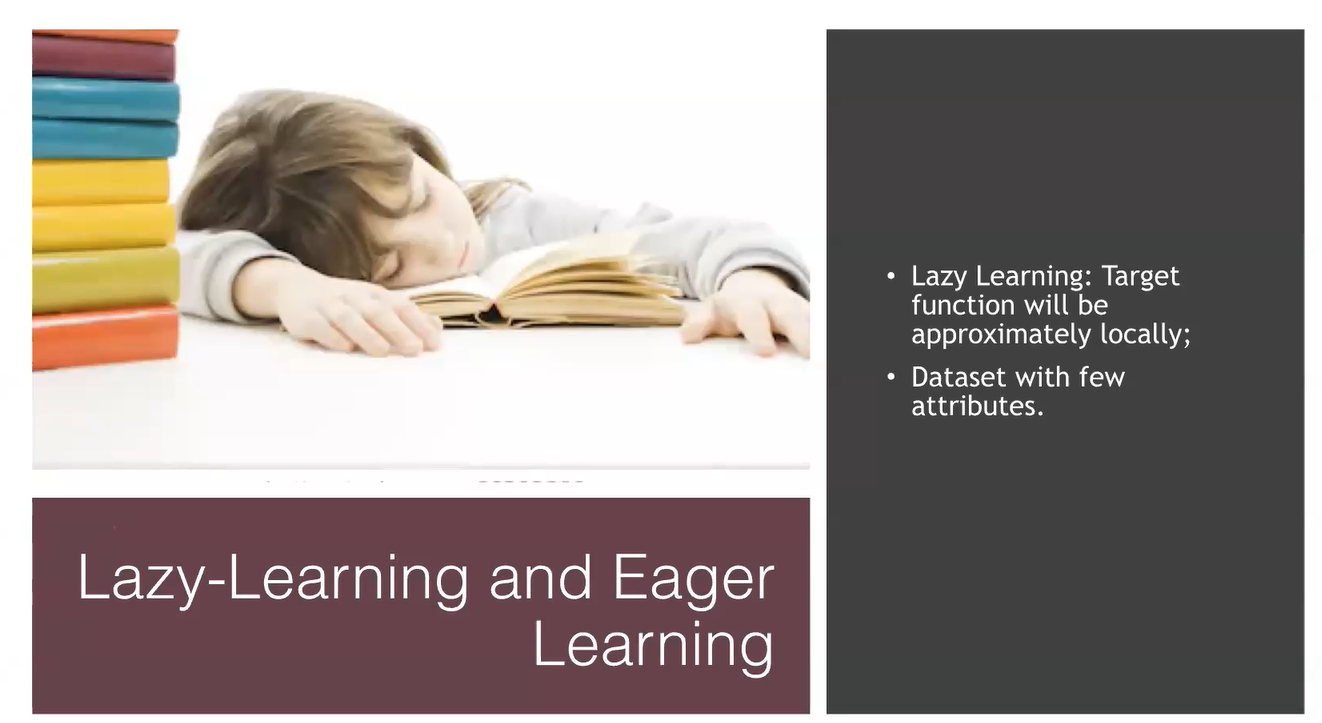 • Lazy Learning: Target
function will be
approximately locally;
• Dataset with few
attributes.
Lazy-Learning and Eager
Learning